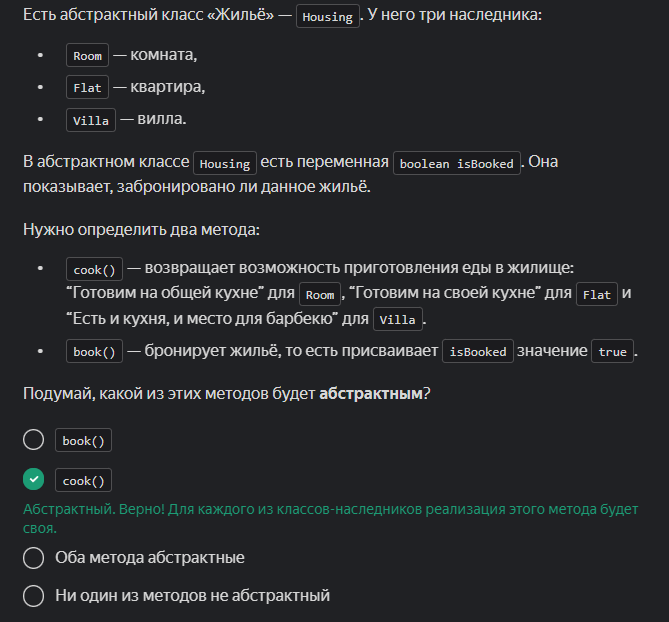 Есть абстрактный класс «Жильё» — Housing. У него три наследника:
• Room — комната,
• Flat — квартира,
• Villa — вилла.
В абстрактном классе Housing есть переменная boolean isBooked. Она
показывает, забронировано ли данное жильё.
Нужно определить два метода:
• cook() — возвращает возможность приготовления еды в жилище:
“Готовим на общей кухне” для Room, “Готовим на своей кухне” для Flat и
“Есть и кухня, и место для барбекю” для Villa.
• book() — бронирует жильё, то есть присваивает isBooked значение true.
Подумай, какой из этих методов будет абстрактным?
book()
cook()
Абстрактный. Верно! Для каждого из классов-наследников реализация этого метода будет
своя.
Оба метода абстрактные
Ни один из методов не абстрактный